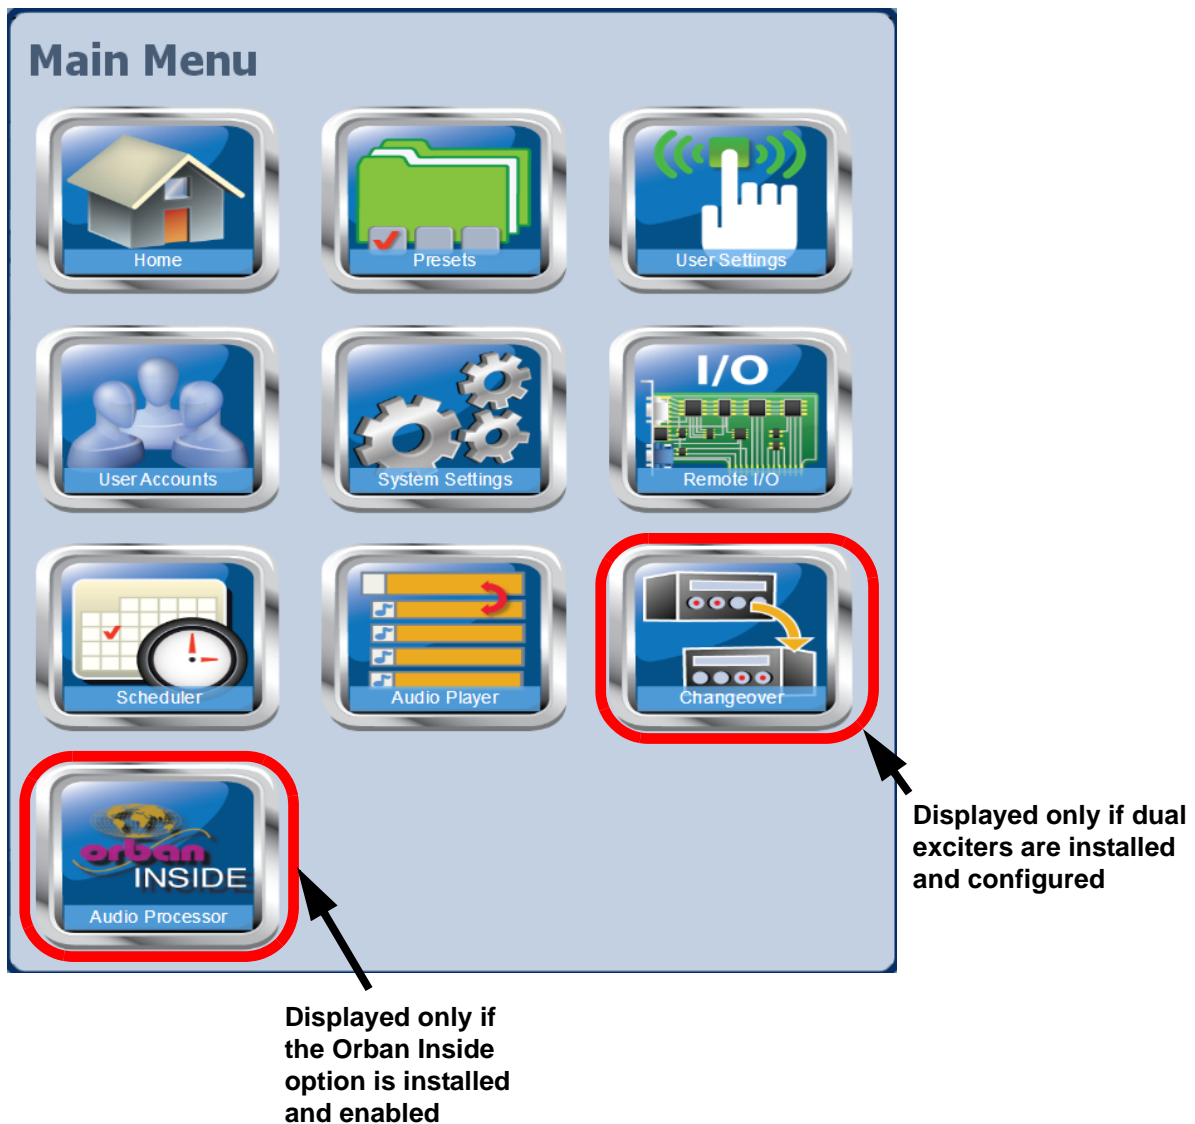 Main Menu
Home
Presets
User Settings
User Accounts
System Settings
I/O
Remote I/O
Scheduler
Audio Player
Changeover
orban
INSIDE
Audio Processor
Displayed only if dual
exciters are installed
and configured
Displayed only if
the Orban Inside
option is installed
and enabled